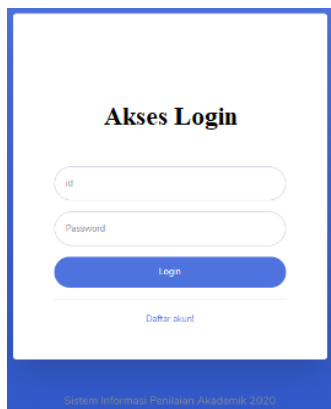 Akses Login
id
Password
Login
Daftar akun!
Sistem Informasi Penilaian Akademik 2020